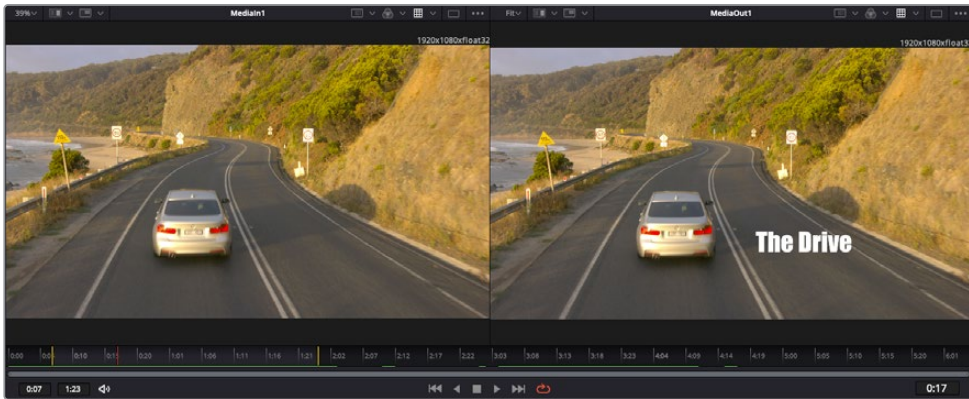 39%
MediaIn1
Fit
MediaOut1
1920x1080xfloat32
1920x1080xfloat32
The Drive
0:00 0:10 0:20 1:01 1:06 1:11 1:16 1:21 2:02 2:07 2:12 2:17 2:22 3:03 3:08 3:13 3:18 3:23 4:04 4:09 4:14 4:19 5:00 5:05 5:10 5:15 5:20 6:01
0:07 1:23 0:17